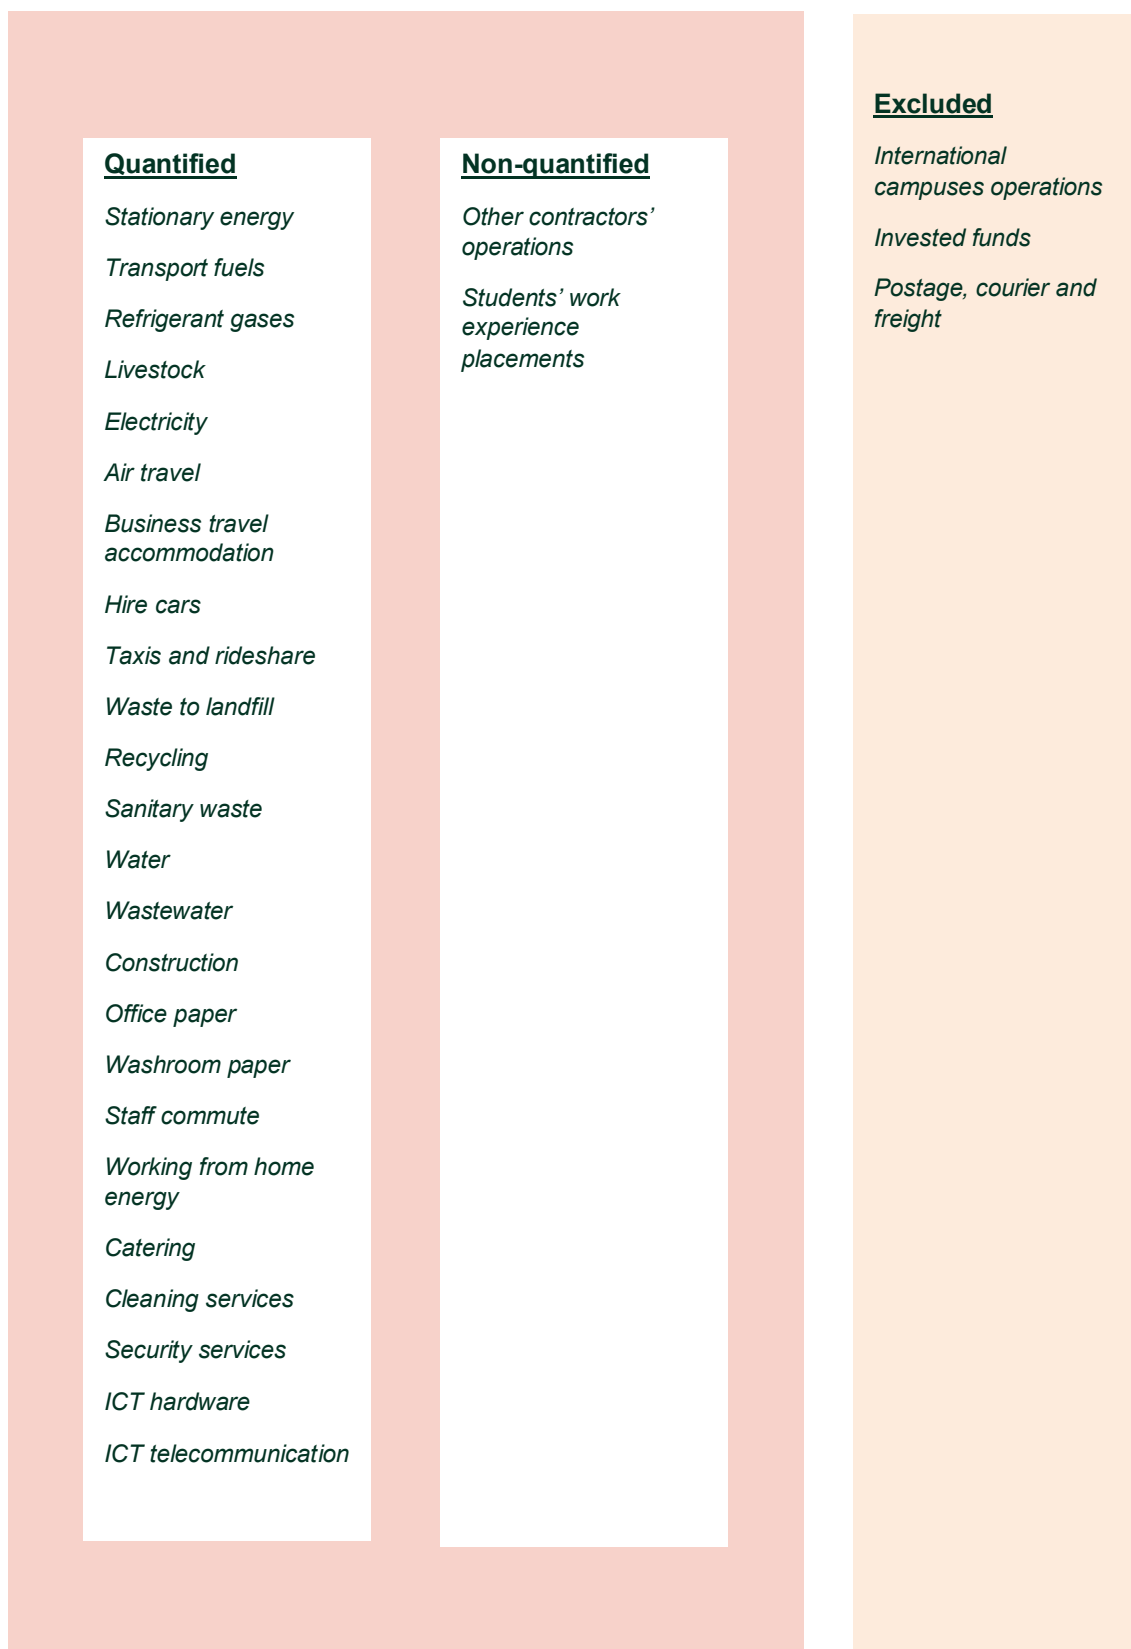 Quantified
Stationary energy
Transport fuels
Refrigerant gases
Livestock
Electricity
Air travel
Business travel
accommodation
Hire cars
Taxis and rideshare
Waste to landfill
Recycling
Sanitary waste
Water
Wastewater
Construction
Office paper
Washroom paper
Staff commute
Working from home
energy
Catering
Cleaning services
Security services
ICT hardware
ICT telecommunication
Non-quantified
Other contractors’
operations
Students’ work
experience
placements
Excluded
International
campuses operations
Invested funds
Postage, courier and
freight